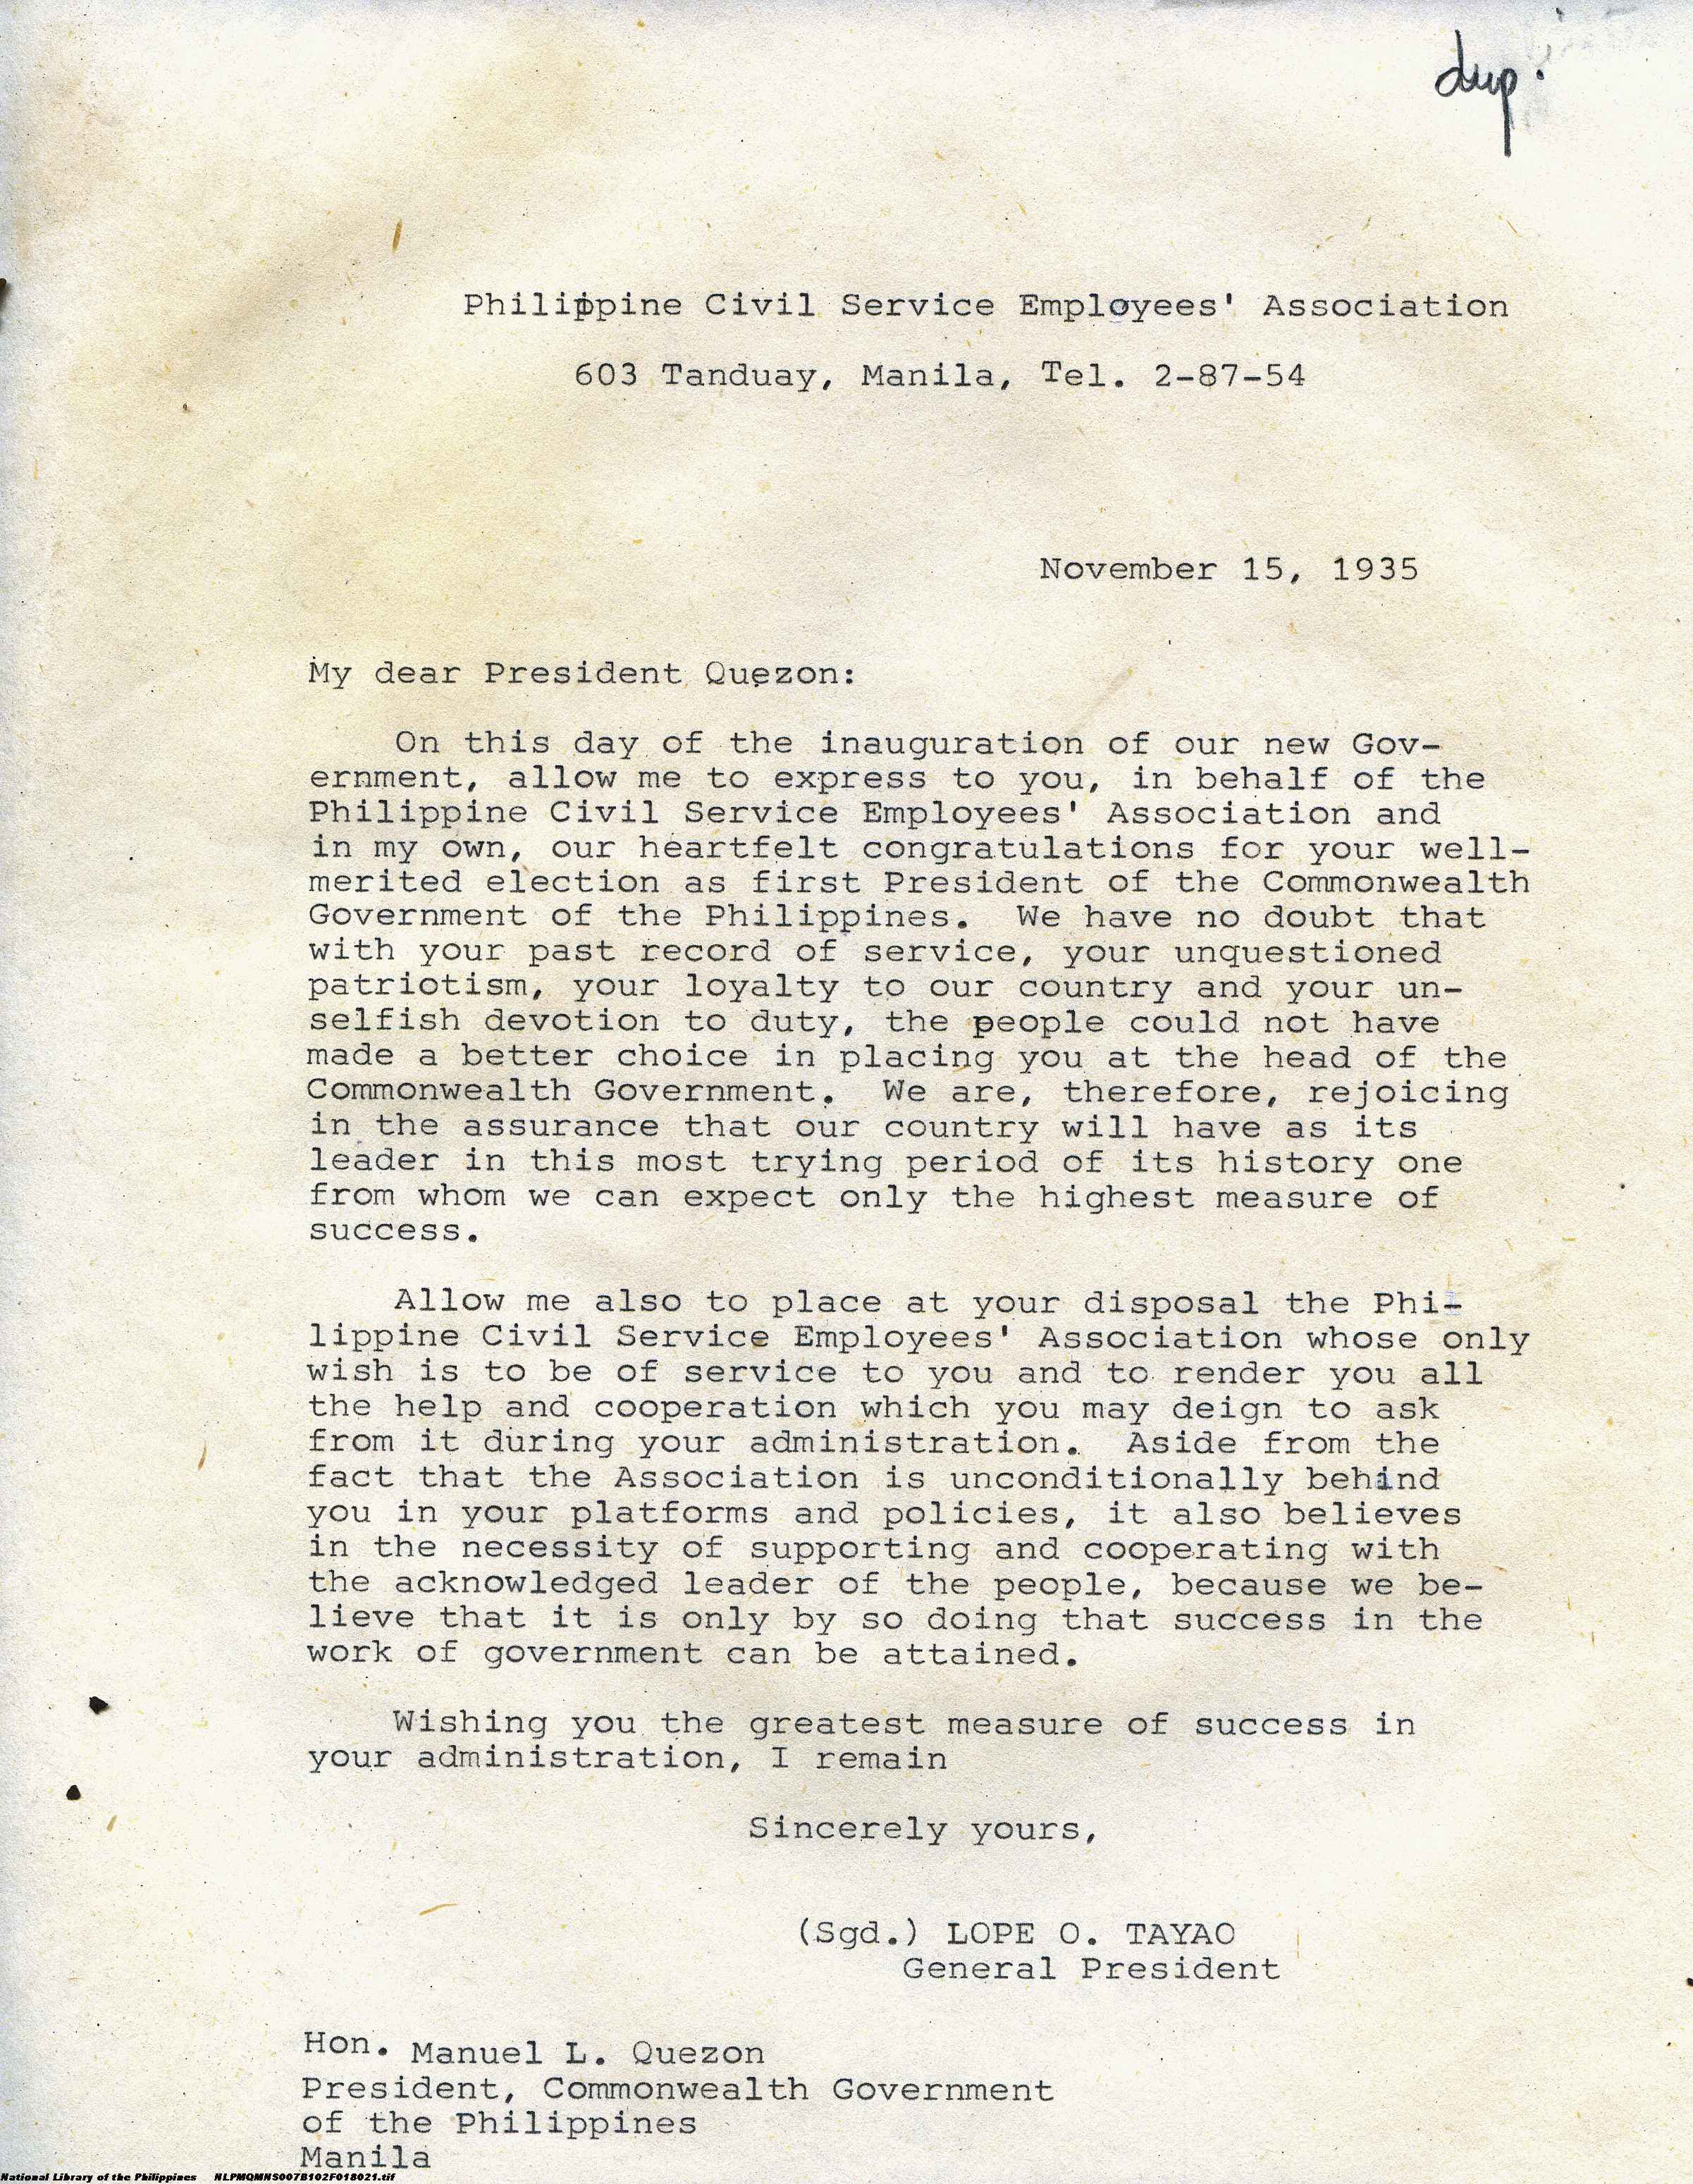 dup.
Philippine Civil Service Employees' Association
603 Tanduay, Manila, Tel. 2-87-54
November 15, 1935
My dear President Quezon:
On this day of the inauguration of our new Gov-
ernment, allow me to express to you, in behalf of the
Philippine Civil Service Employees' Association and
in my own, our heartfelt congratulations for your well-
merited election as first President of the Commonwealth
Government of the Philippines. We have no doubt that
with your past record of service, your unquestioned
patriotism, your loyalty to our country and your un-
selfish devotion to duty, the people could not have
made a better choice in placing you at the head of the
Commonwealth Government. We are, therefore, rejoicing
in the assurance that our country will have as its
leader in this most trying period of its history one
from whom we can expect only the highest measure of
success.
Allow me also to place at your disposal the Phi-
lippine Civil Service Employees' Association whose only
wish is to be of service to you and to render you all
the help and cooperation which you may deign to ask
from it during your administration. Aside from the
fact that the Association is unconditionally behind
you in your platforms and policies, it also believes
in the necessity of supporting and cooperating with
the acknowledged leader of the people, because we be-
lieve that it is only by so doing that success in the
work of government can be attained.
Wishing you the greatest measure of success in
your administration, I remain
Sincerely yours,
(Sgd.) LOPE O. TAYAO
General President
Hon. Manuel L. Quezon
President, Commonwealth Government
of the Philippines
Manila
National Library of the Philippines NLPMQMNS007B102F018021.tif